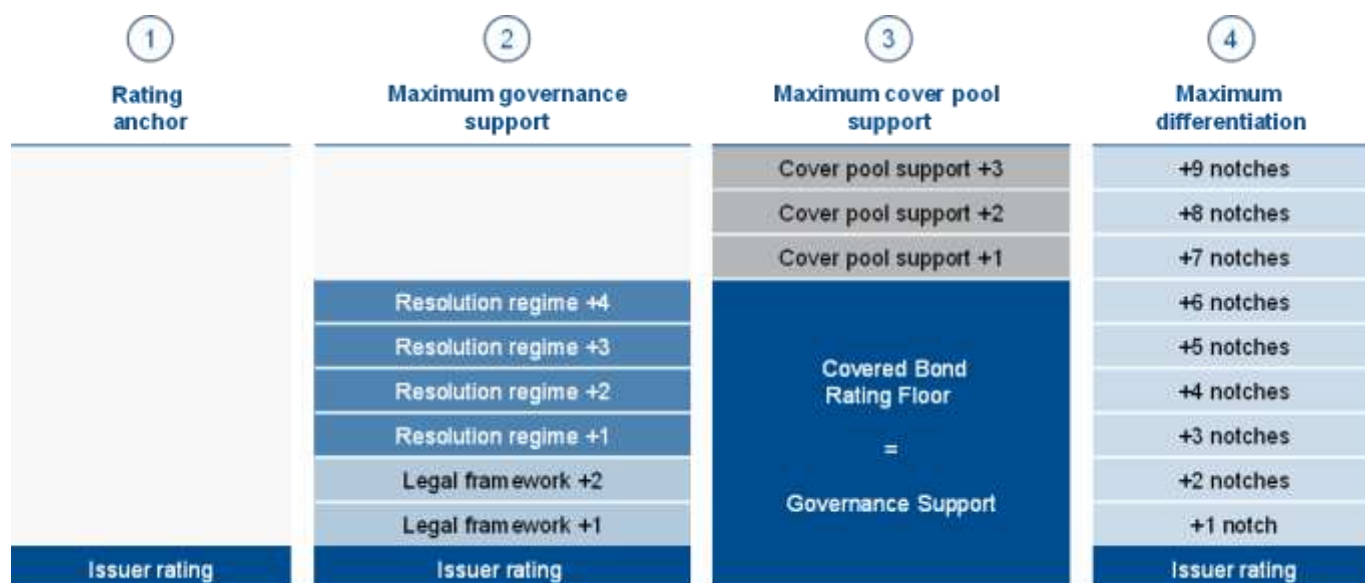 1
Rating
anchor
Issuer rating
2
Maximum governance
support
Resolution regime +4
Resolution regime +3
Resolution regime +2
Resolution regime +1
Legal framework +2
Legal framework +1
Issuer rating
3
Maximum cover pool
support
Cover pool support +3
Cover pool support +2
Cover pool support +1
Covered Bond
Rating Floor
=
Governance Support
4
Maximum
differentiation
+9 notches
+8 notches
+7 notches
+6 notches
+5 notches
+4 notches
+3 notches
+2 notches
+1 notch
Issuer rating